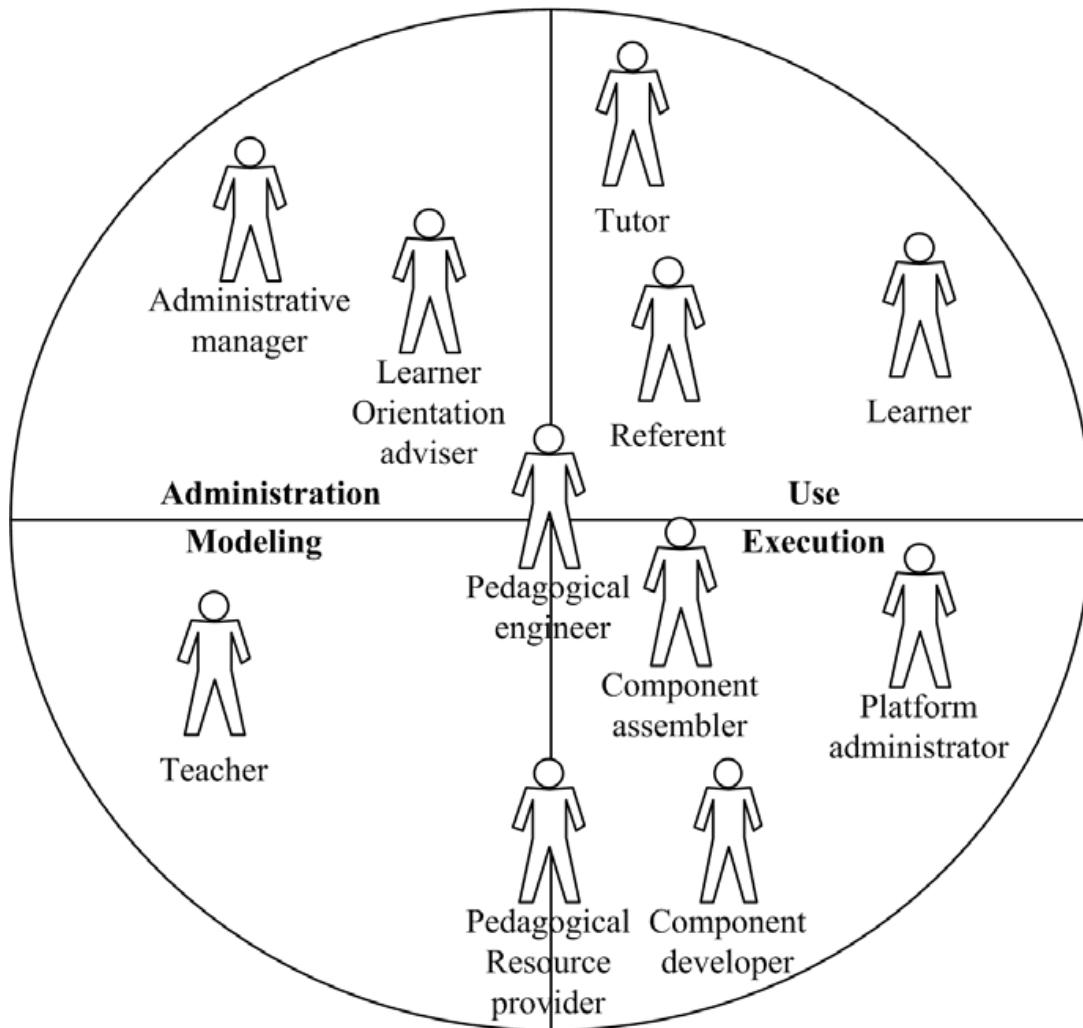 Tutor
Administrative
manager
Learner
Orientation
adviser
Referent
Learner
Administration
Use
Modeling
Execution
Pedagogical
engineer
Component
assembler
Platform
administrator
Teacher
Pedagogical
Resource
provider
Component
developer